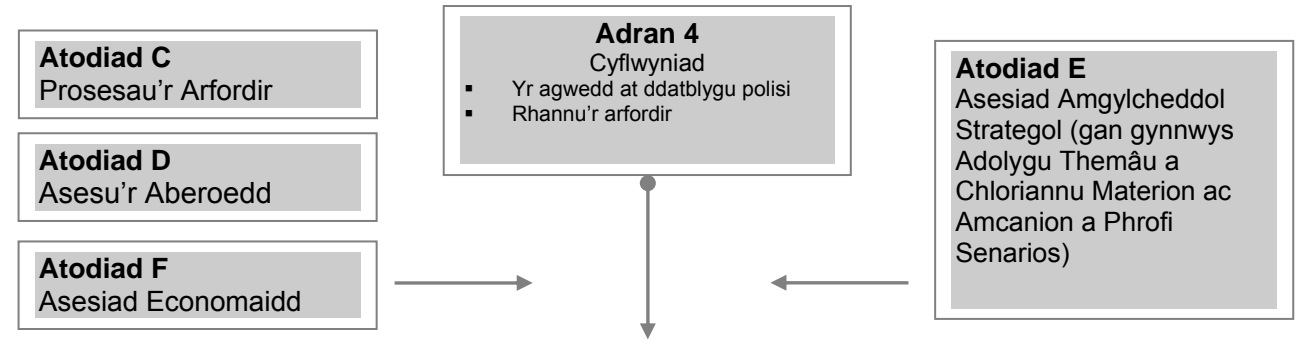 Atodiad C
Prosesau'r Arfordir
Atodiad D
Asesu'r Aberoedd
Atodiad F
Asesiad Economaidd
Adran 4
Cyflwyniad
▪ Yr agwedd at ddatblygu polisi
▪ Rhannu'r arfordir
Atodiad E
Asesiad Amgylcheddol
Strategol (gan gynnwys
Adolygu Themâu a
Chloriannu Materion ac
Amcanion a Phrofi
Senarios)